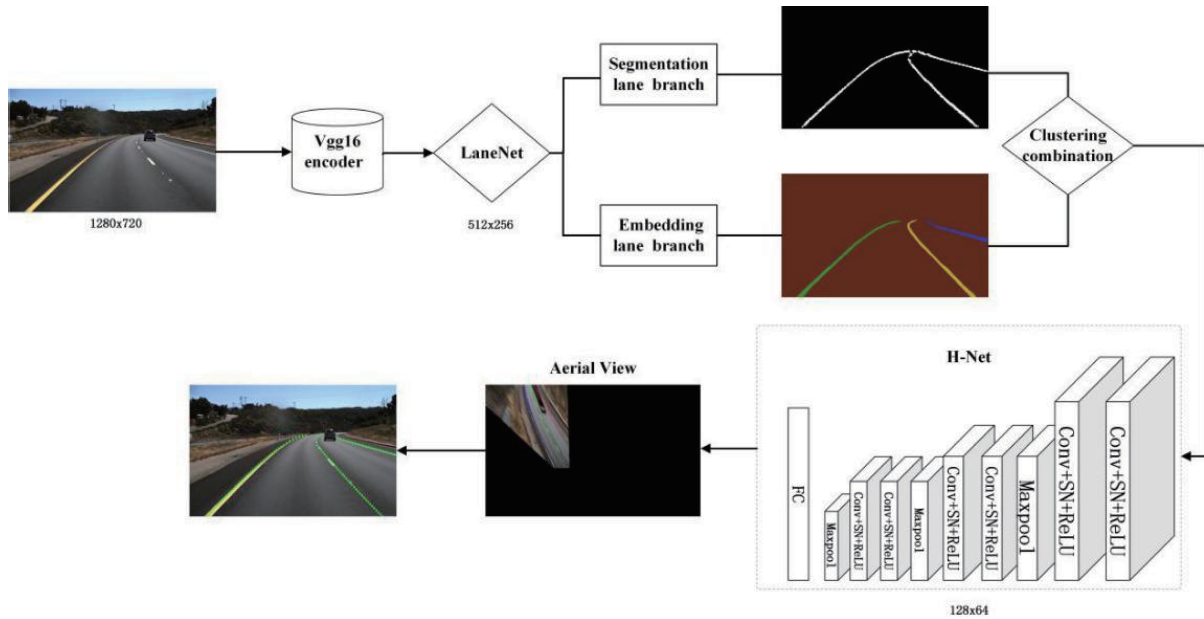 Vgg16
encoder
LaneNet
Segmentation
lane branch
Embedding
lane branch
Clustering
combination
1280x720
512x256
Aerial View
H-Net
FC
Maxpool
Conv+SN+ReLU
Conv+SN+ReLU
Maxpool
Conv+SN+ReLU
Conv+SN+ReLU
Maxpool
Conv+SN+ReLU
Conv+SN+ReLU
128x64